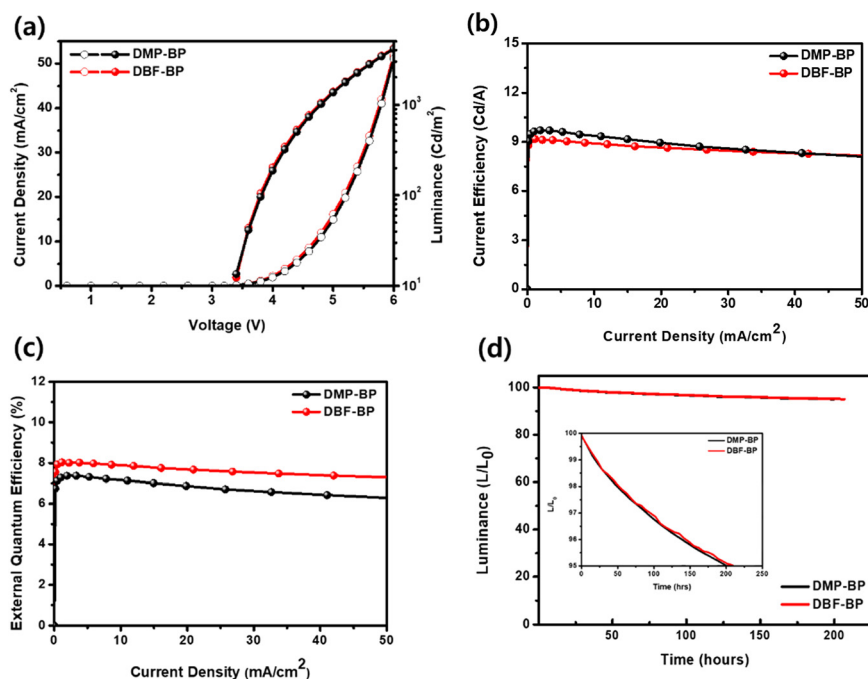 (a)
DMP-BP
DBF-BP
Current Density (mA/cm2)
50
40
30
20
10
0
Luminance (Cd/m2)
10³
10²
10¹
1 2 3 4 5 6
Voltage (V)
(b)
DMP-BP
DBF-BP
Current Efficiency (Cd/A)
15
12
9
6
3
0
0 10 20 30 40 50
Current Density (mA/cm2)
(c)
DMP-BP
DBF-BP
External Quantum Efficiency (%)
12
10
8
6
4
2
0
0 10 20 30 40 50
Current Density (mA/cm2)
(d)
Luminance (L/L0)
100
80
60
40
20
0
50 100 150 200
Time (hours)
DMP-BP
DBF-BP
DMP-BP
DBF-BP
L/L0
100
99
98
97
96
95
0 50 100 150 200 250
Time (hrs)